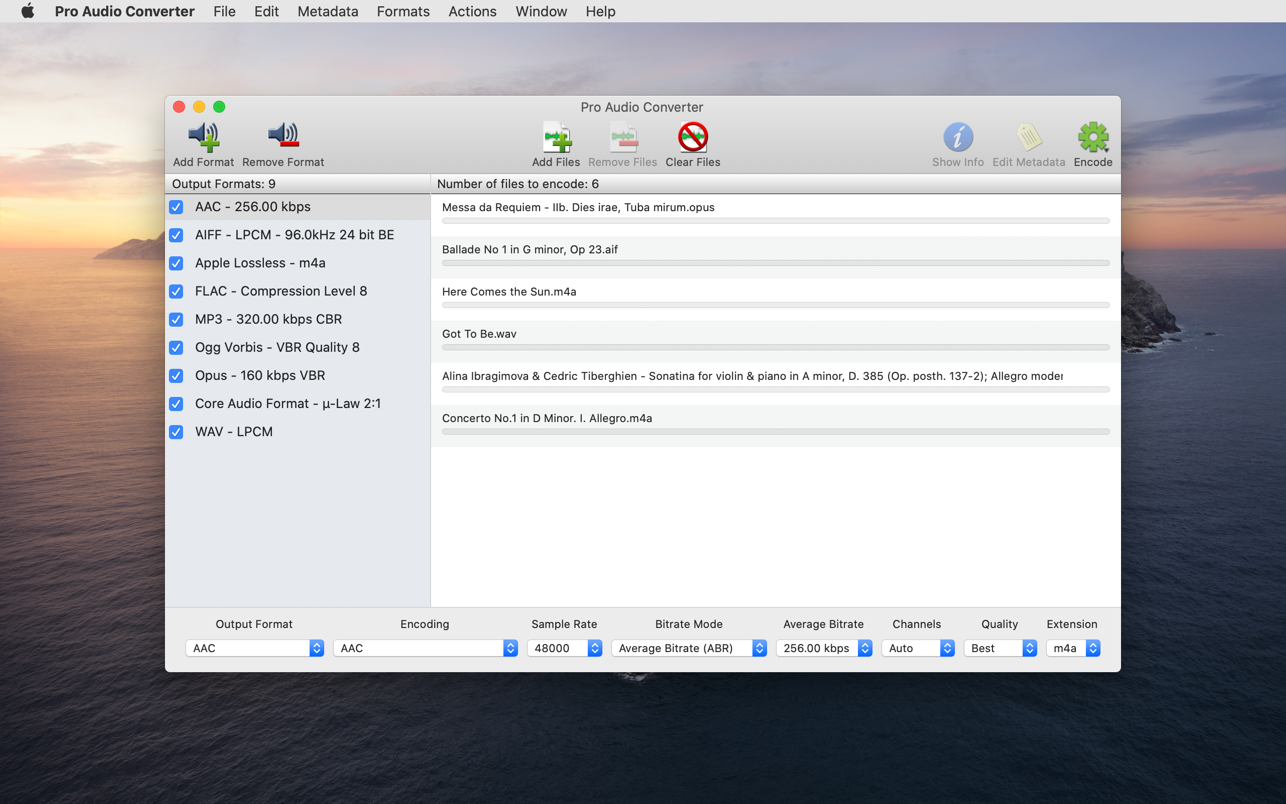 Pro Audio Converter File Edit Metadata Formats Actions Window Help
Pro Audio Converter
Add Format Remove Format Add Files Remove Files Clear Files Show Info Edit Metadata Encode
Output Formats: 9
Number of files to encode: 6
AAC - 256.00 kbps
AIFF - LPCM - 96.0kHz 24 bit BE
Apple Lossless - m4a
FLAC - Compression Level 8
MP3 - 320.00 kbps CBR
Ogg Vorbis - VBR Quality 8
Opus - 160 kbps VBR
Core Audio Format - µ-Law 2:1
WAV - LPCM
Messa da Requiem - IIb. Dies irae, Tuba mirum.opus
Ballade No 1 in G minor, Op 23.aif
Here Comes the Sun.m4a
Got To Be.wav
Alina Ibragimova & Cedric Tiberghien - Sonatina for violin & piano in A minor, D. 385 (Op. posth. 137-2); Allegro moder
Concerto No.1 in D Minor. I. Allegro.m4a
Output Format Encoding Sample Rate Bitrate Mode Average Bitrate Channels Quality Extension
AAC AAC 48000 Average Bitrate (ABR) 256.00 kbps Auto Best m4a